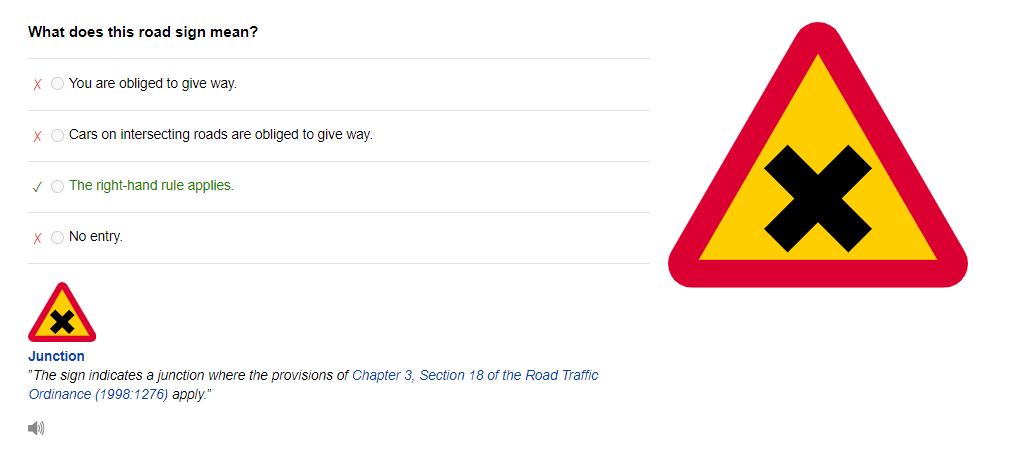 What does this road sign mean?
You are obliged to give way.
Cars on intersecting roads are obliged to give way.
The right-hand rule applies.
No entry.
Junction
"The sign indicates a junction where the provisions of Chapter 3, Section 18 of the Road Traffic
Ordinance (1998:1276) apply."